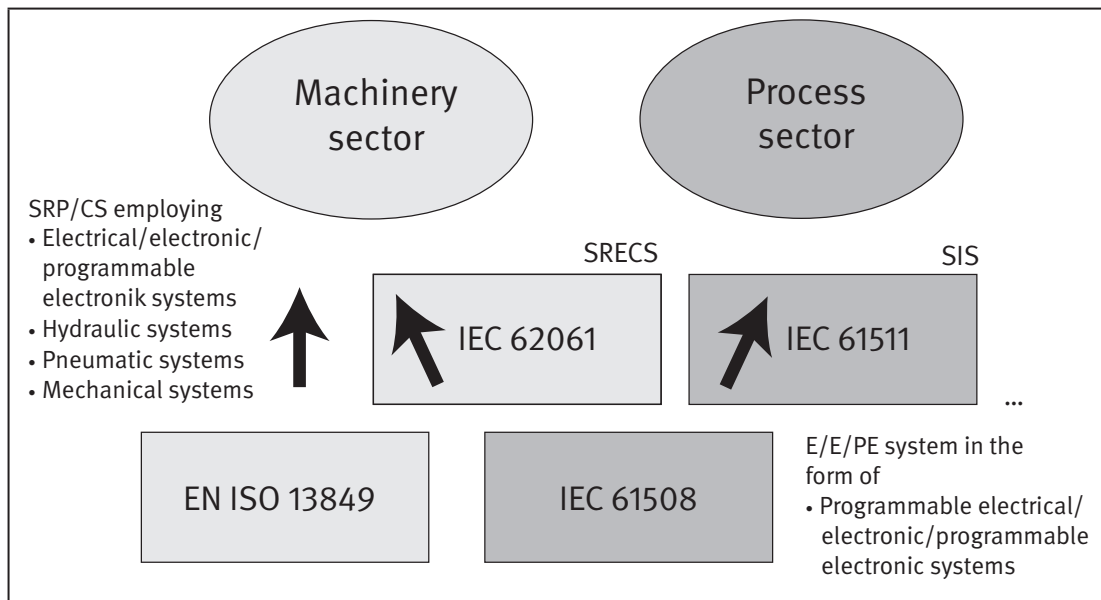 Machinery
sector
Process
sector
SRP/CS employing
• Electrical/electronic/
programmable
electronik systems
• Hydraulic systems
• Pneumatic systems
• Mechanical systems
SRECS
IEC 62061
SIS
IEC 61511
...
EN ISO 13849
IEC 61508
E/E/PE system in the
form of
• Programmable electrical/
electronic/programmable
electronic systems